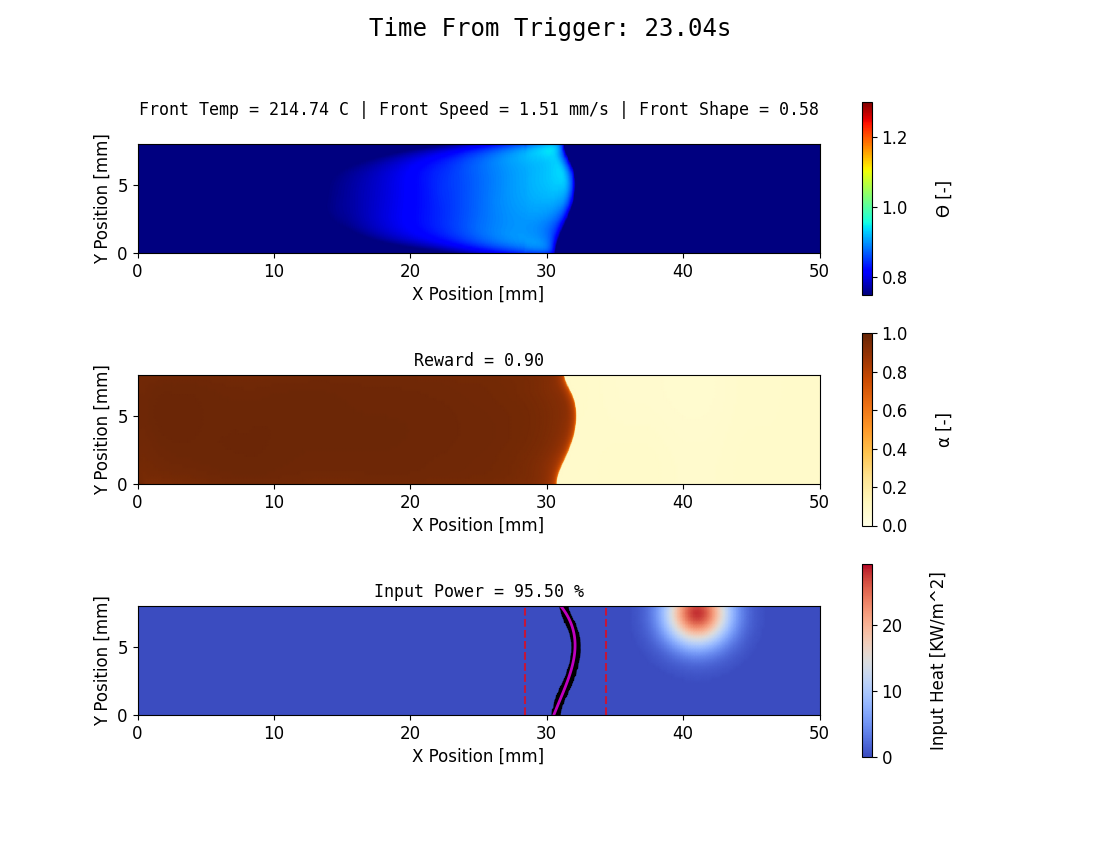 Time From Trigger: 23.04s
Front Temp = 214.74 C | Front Speed = 1.51 mm/s | Front Shape = 0.58
Y Position [mm]
5
0
0 10 20 30 40 50
X Position [mm]
1.2
1.0
0.8
Θ [-]
Reward = 0.90
Y Position [mm]
5
0
0 10 20 30 40 50
X Position [mm]
1.0
0.8
0.6
0.4
0.2
0.0
α [-]
Input Power = 95.50 %
Y Position [mm]
5
0
0 10 20 30 40 50
X Position [mm]
20
10
0
Input Heat [KW/m^2]